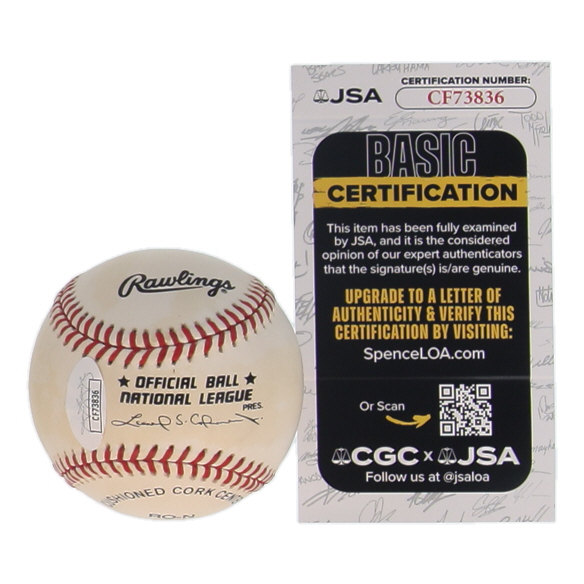 Rawlings
CF73836
★ OFFICIAL BALL ★
NATIONAL LEAGUE
PRES.
CUSHIONED CORK CEN
RO-N
JSA
CERTIFICATION NUMBER:
CF73836
BASIC
CERTIFICATION
This item has been fully examined
by JSA, and it is the considered
opinion of our expert authenticators
that the signature(s) is/are genuine.
UPGRADE TO A LETTER OF
AUTHENTICITY & VERIFY THIS
CERTIFICATION BY VISITING:
SpenceLOA.com
Or Scan
CGC x JSA
Follow us at @jsaloa